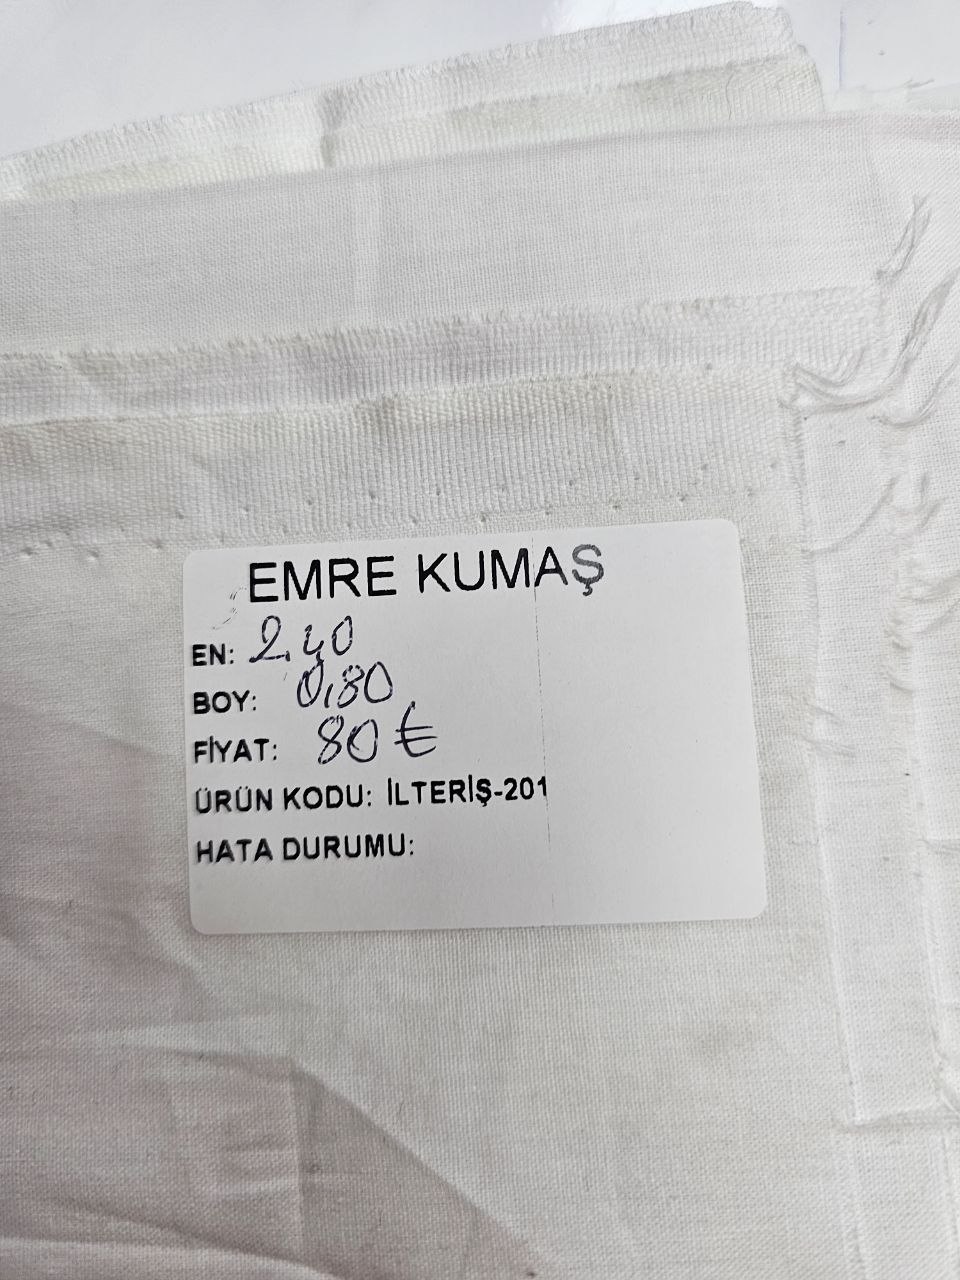 EMRE KUMAŞ
EN: 2.40
BOY: 0,80
FİYAT: 80 €
ÜRÜN KODU: İLTERİŞ-201
HATA DURUMU: